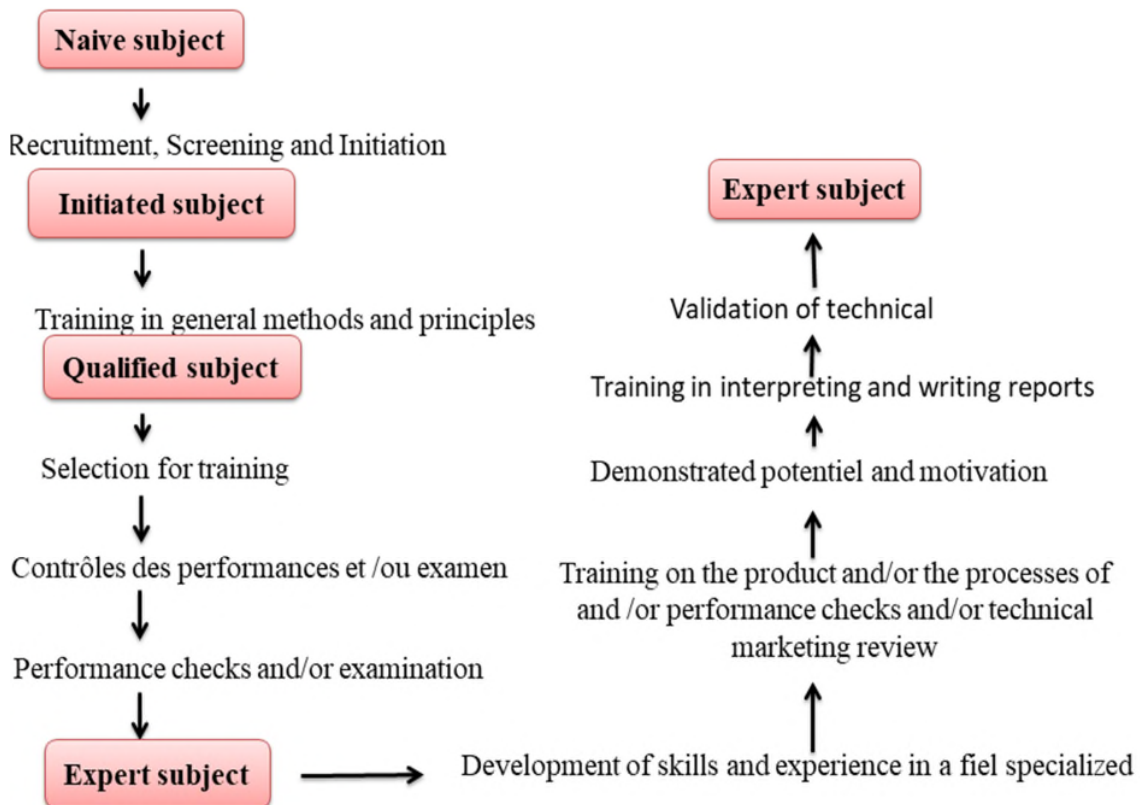 Naive subject
Recruitment, Screening and Initiation
Initiated subject
Training in general methods and principles
Qualified subject
Selection for training
Contrôles des performances et /ou examen
Performance checks and/or examination
Expert subject
Development of skills and experience in a fiel specialized
Training on the product and/or the processes of
and /or performance checks and/or technical
marketing review
Demonstrated potentiel and motivation
Training in interpreting and writing reports
Validation of technical
Expert subject